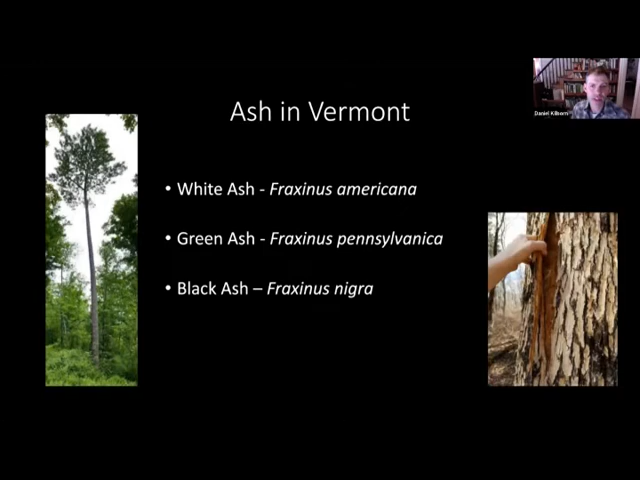 Ash in Vermont
Daniel Kilborn
• White Ash - Fraxinus americana
• Green Ash - Fraxinus pennsylvanica
• Black Ash – Fraxinus nigra